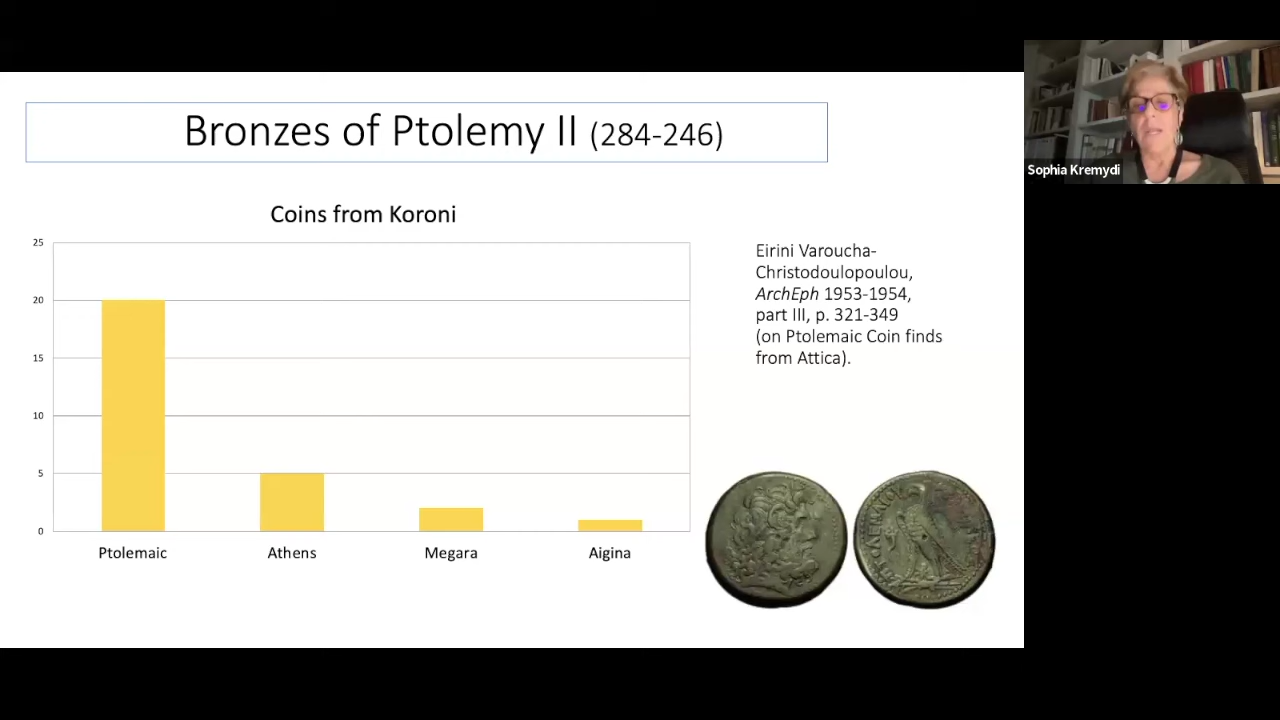 Bronzes of Ptolemy II (284-246)
Sophia Kremydi
Coins from Koroni
25
20
15
10
5
0
Ptolemaic
Athens
Megara
Aigina
Eirini Varoucha-
Christodoulopoulou,
ArchEph 1953-1954,
part III, p. 321-349
(on Ptolemaic Coin finds
from Attica).